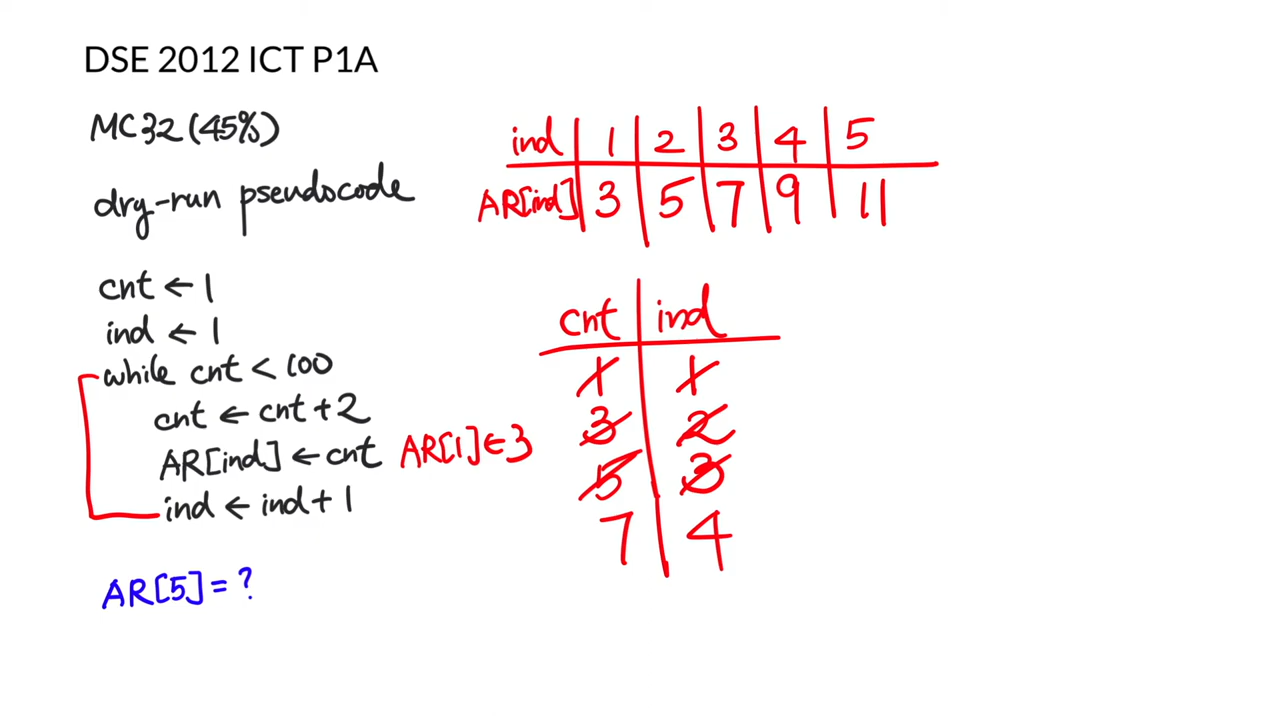 DSE 2012 ICT P1A
MC32 (45%)
dry-run pseudocode
cnt ← 1
ind ← 1
while cnt < 100
cnt ← cnt + 2
AR[ind] ← cnt
ind ← ind + 1
AR[5] = ?
ind 1 2 3 4 5
AR[ind] 3 5 7 9 11
AR[1] ← 3
cnt ind
1 1
3 2
5 3
7 4